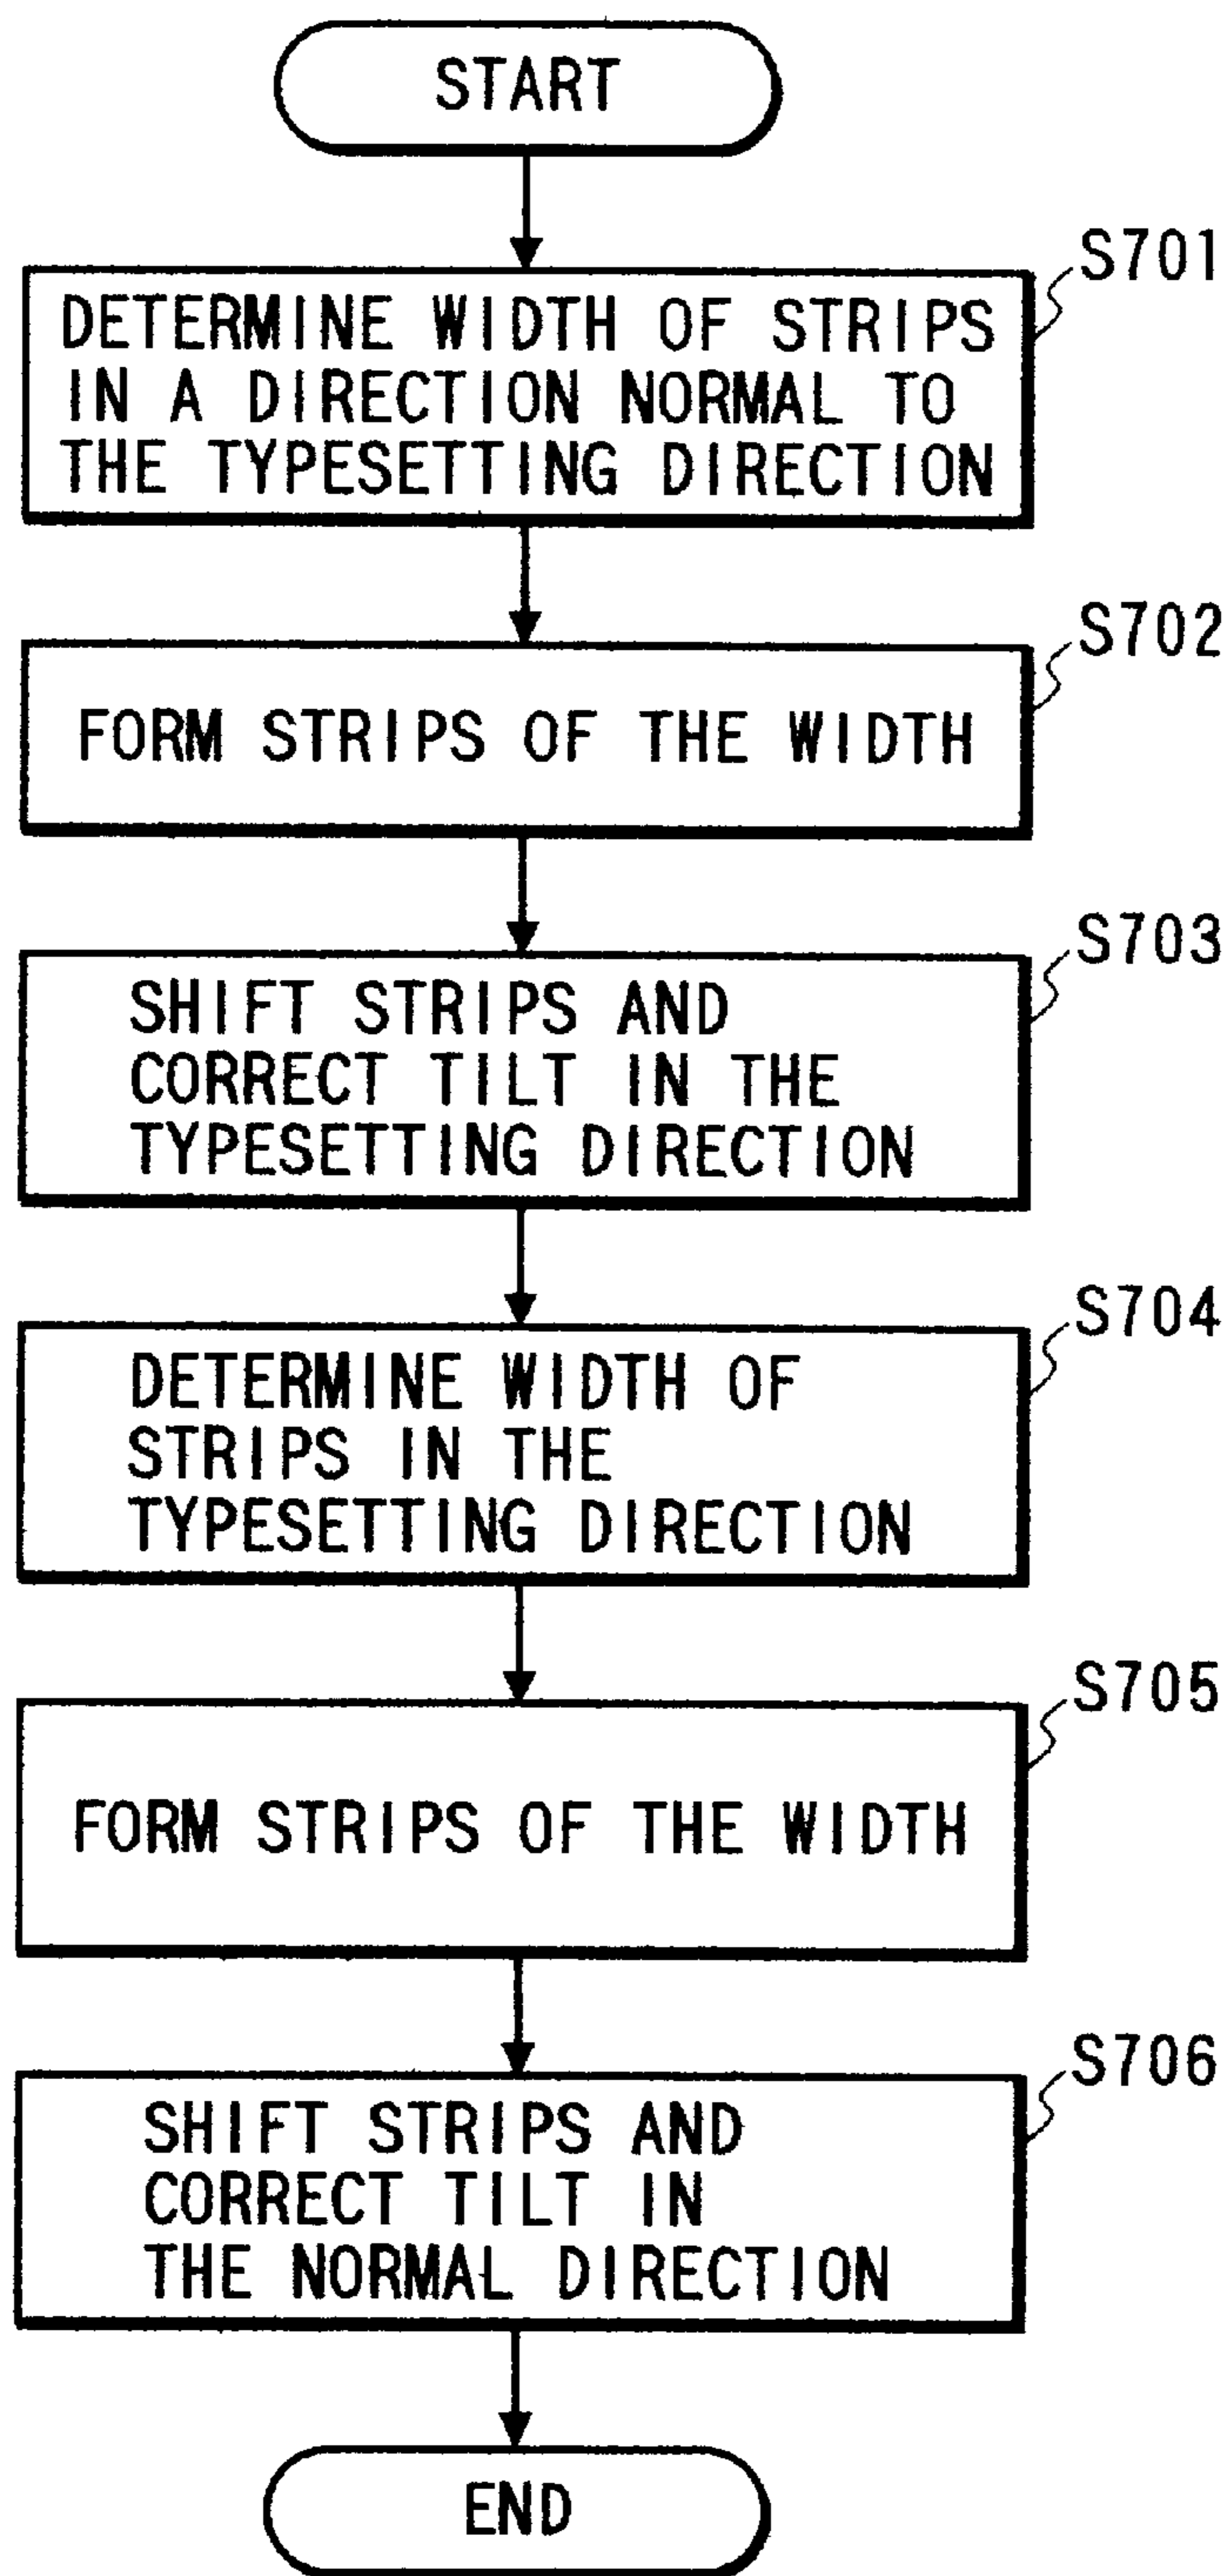 START
S701
DETERMINE WIDTH OF STRIPS
IN A DIRECTION NORMAL TO
THE TYPESETTING DIRECTION
S702
FORM STRIPS OF THE WIDTH
S703
SHIFT STRIPS AND
CORRECT TILT IN THE
TYPESETTING DIRECTION
S704
DETERMINE WIDTH OF
STRIPS IN THE
TYPESETTING DIRECTION
S705
FORM STRIPS OF THE WIDTH
S706
SHIFT STRIPS AND
CORRECT TILT IN
THE NORMAL DIRECTION
END